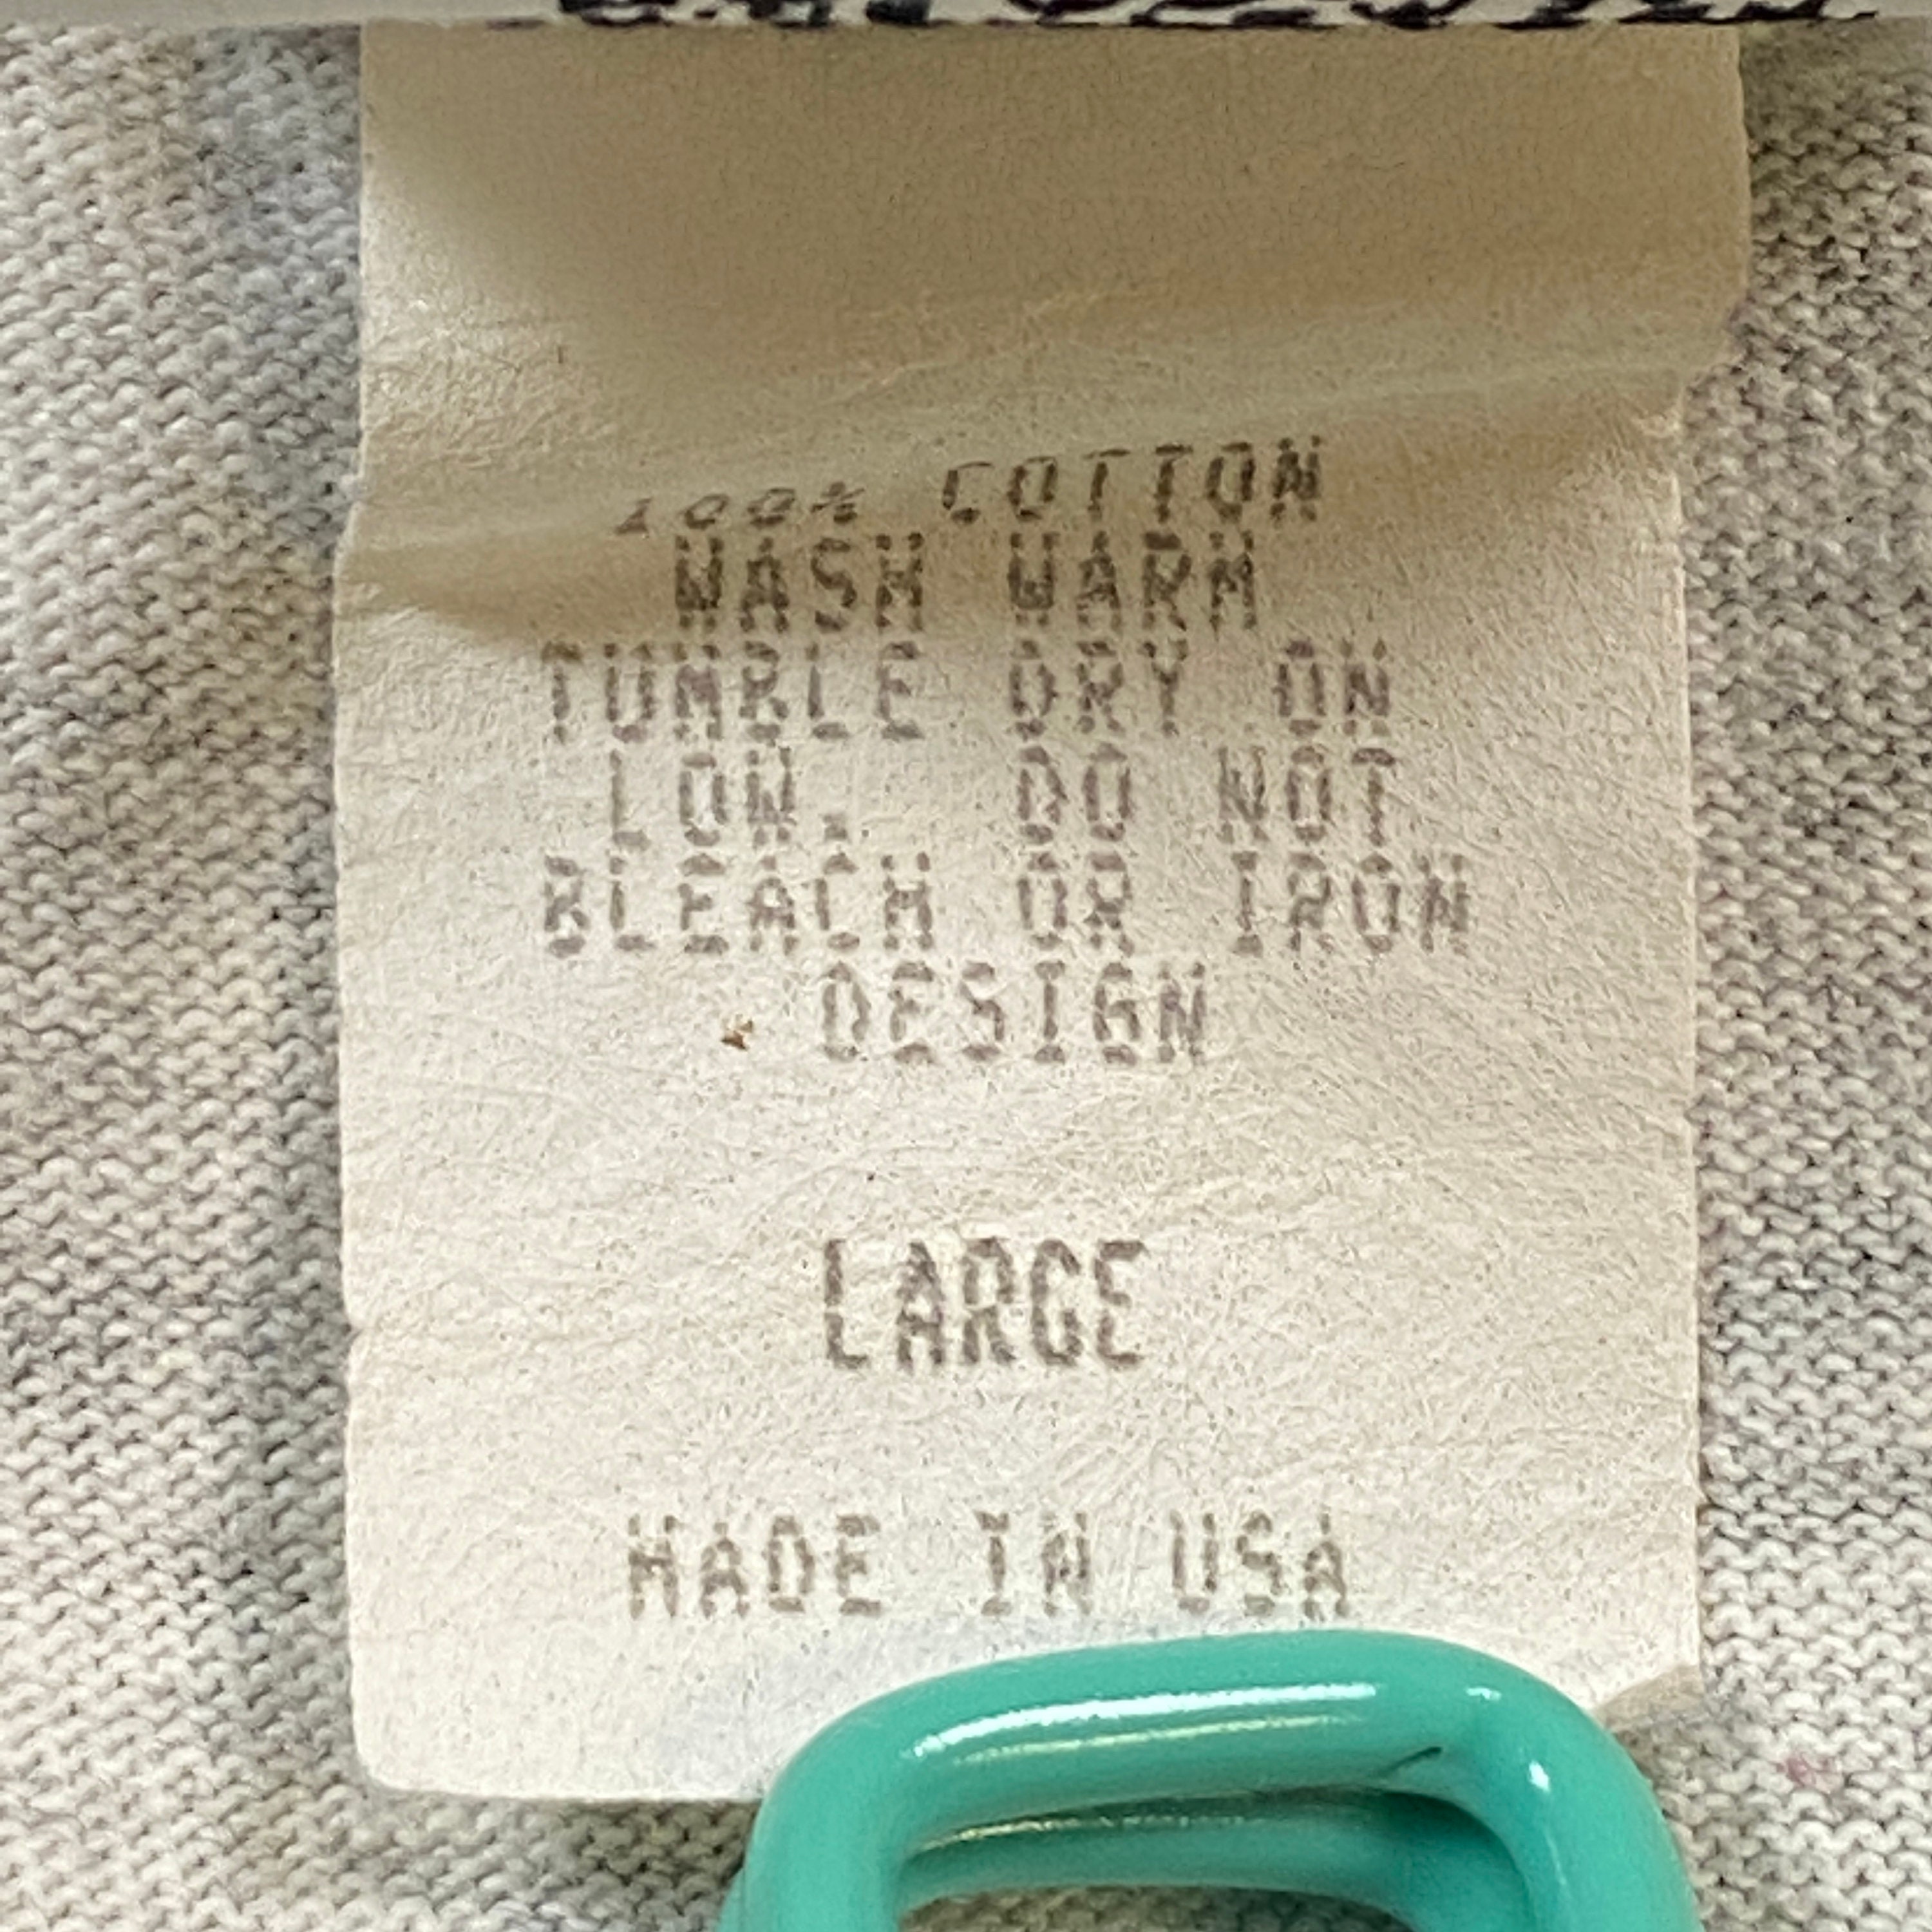 100% COTTON
WASH WARM
TUMBLE DRY ON
LOW. DO NOT
BLEACH OR IRON
DESIGN
LARGE
MADE IN USA